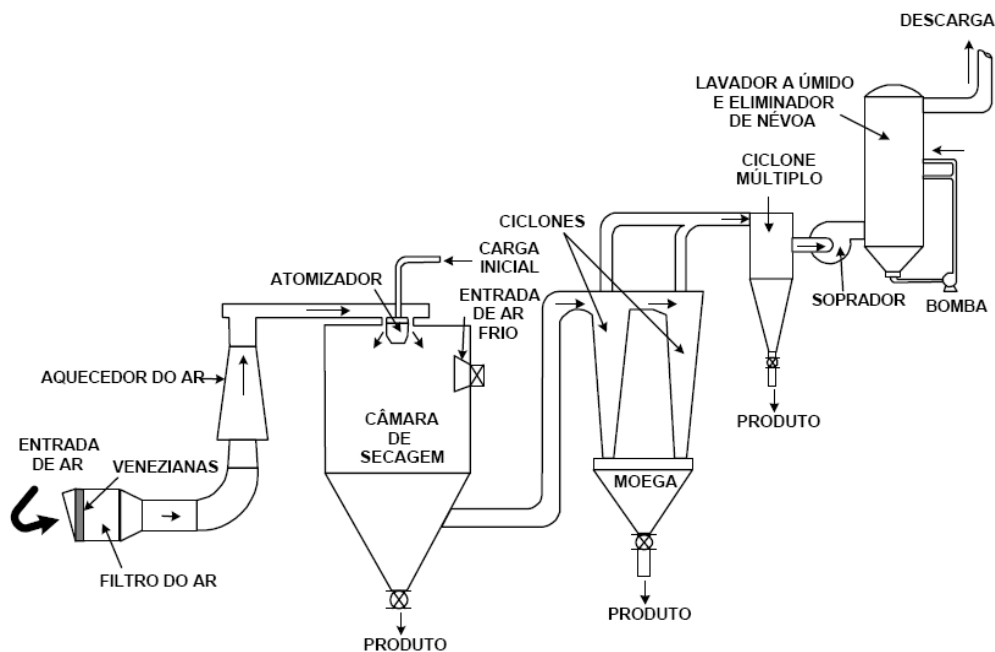 DESCARGA
LAVADOR A ÚMIDO
E ELIMINADOR
DE NÉVOA
CICLONE
MÚLTIPLO
CICLONES
CARGA
INICIAL
ATOMIZADOR
ENTRADA
DE AR
FRIO
SOPRADOR
BOMBA
AQUECEDOR DO AR
CÂMARA
DE
SECAGEM
PRODUTO
ENTRADA
DE AR
VENEZIANAS
MOEGA
FILTRO DO AR
PRODUTO
PRODUTO